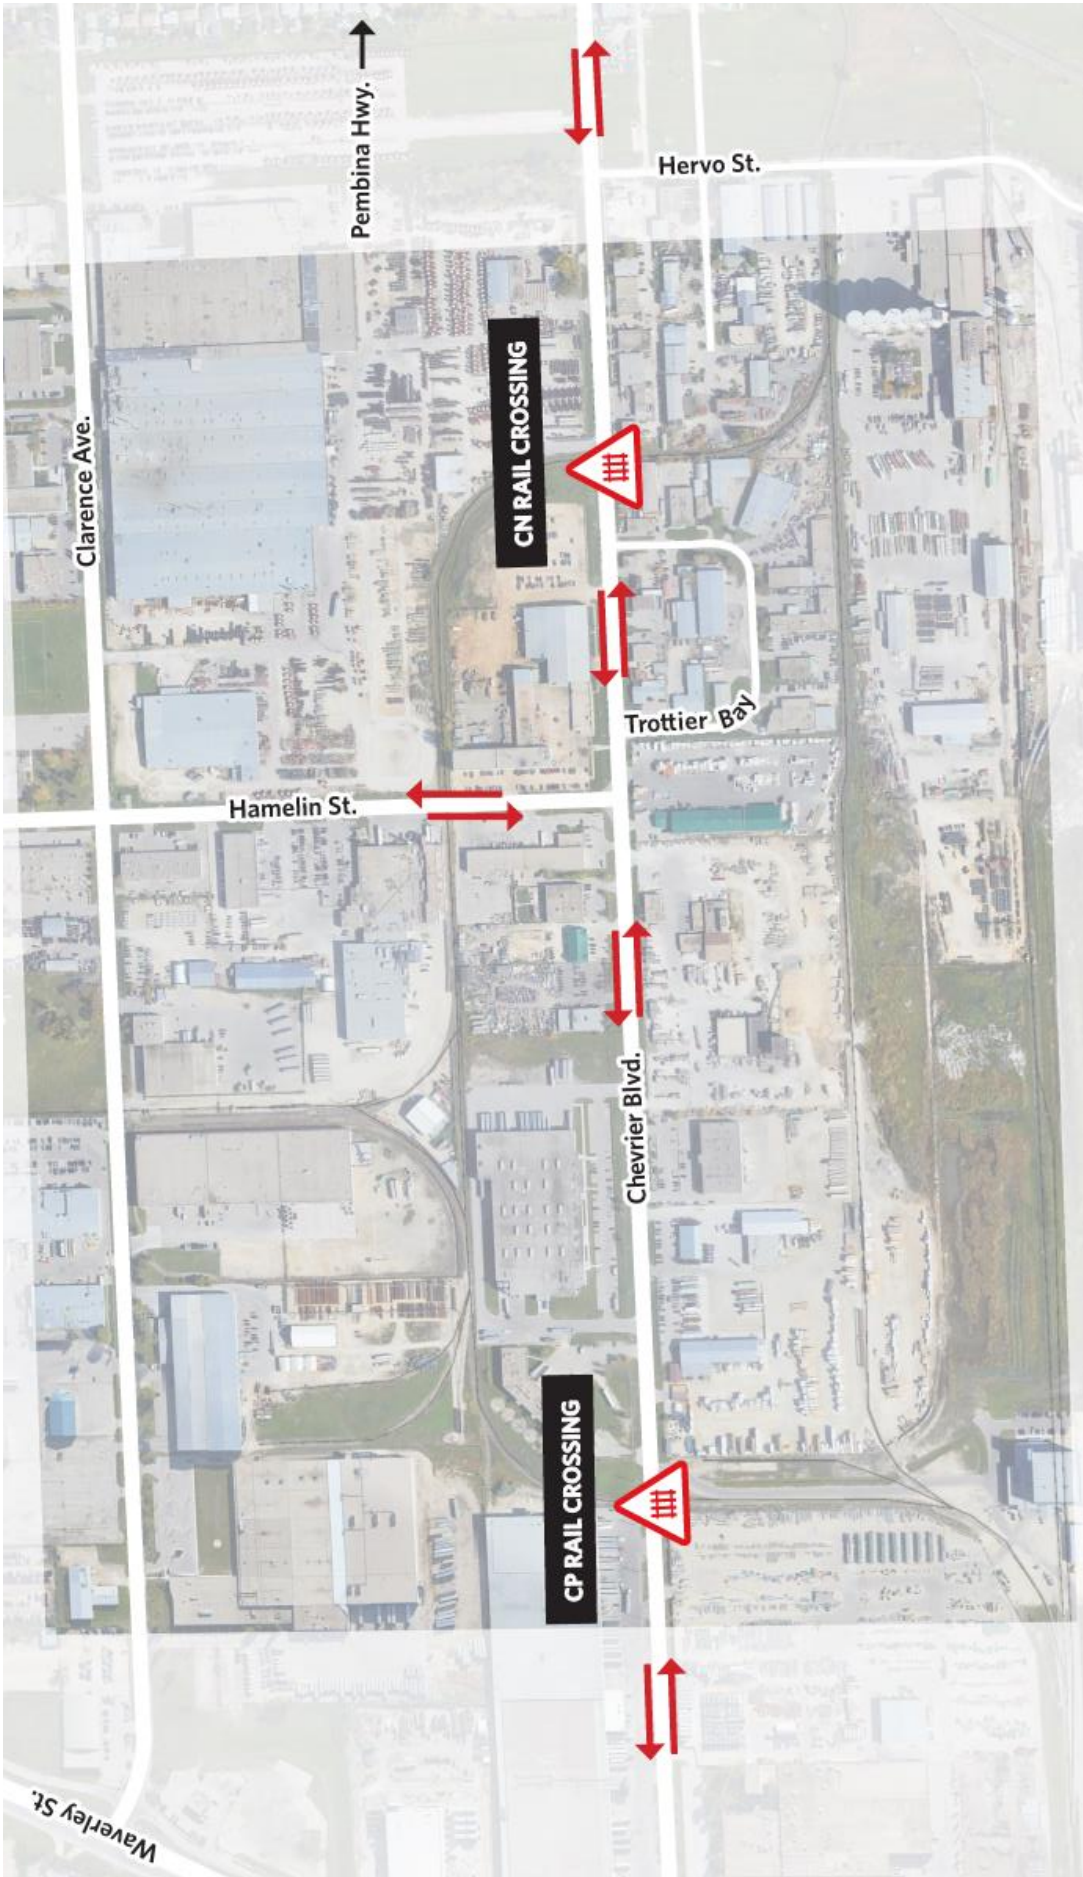 Pembina Hwy.
Hervo St.
CN RAIL CROSSING
Clarence Ave.
Trottier Bay
Hamelin St.
Chevrier Blvd.
CP RAIL CROSSING
Waverley St.